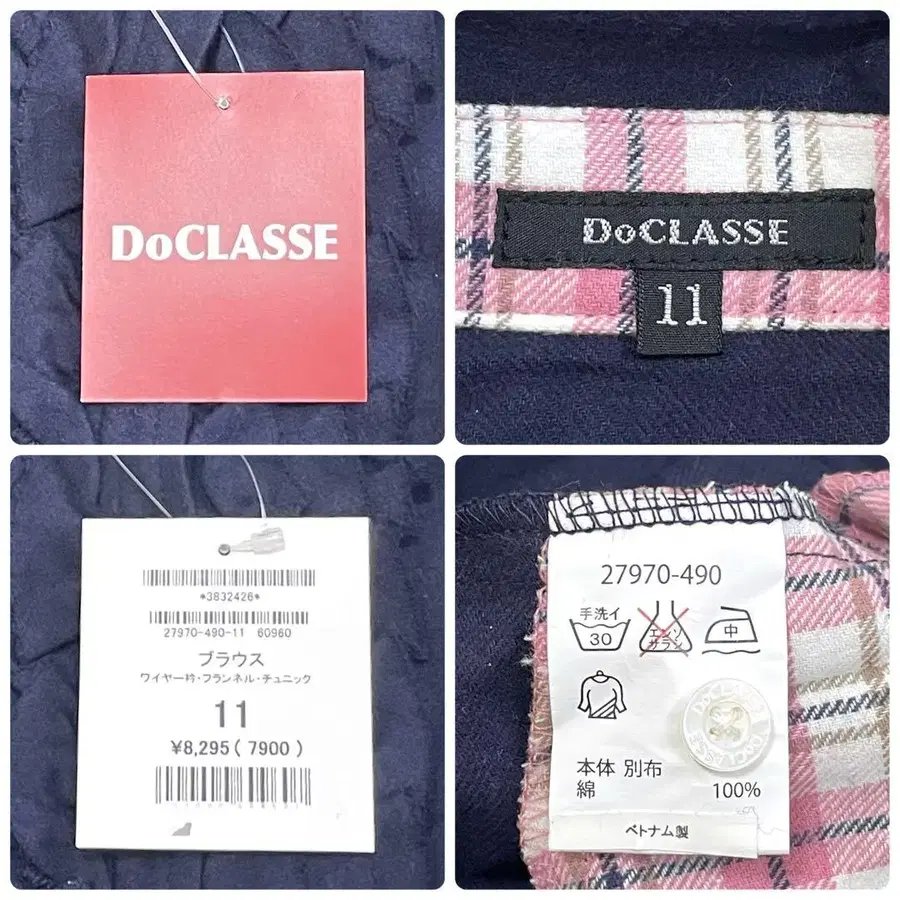 DoCLASSE
DoCLASSE
11
*3832426*
27970-490-11 60960
ブラウス
ワイヤー衿・フランネル・チュニック
11
¥8,295( 7900 )
27970-490
手洗イ
30
エンソ
サラシ
中
DoCLASSE
DoCLASSE
本体 別布
綿 100%
ベトナム製